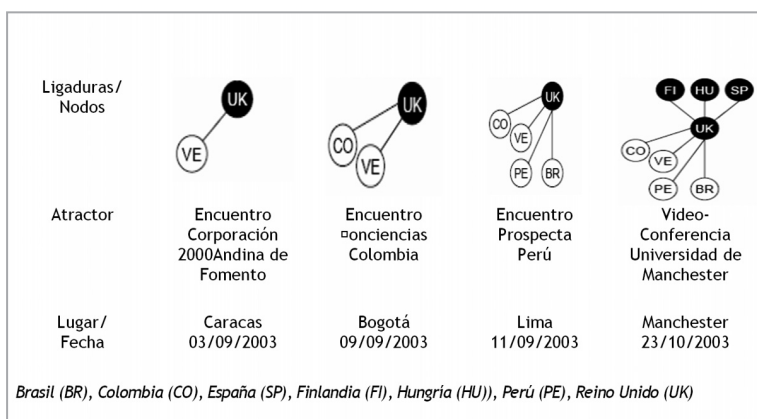 Ligaduras/
Nodos
UK
VE
UK
CO
VE
UK
CO
VE
PE
BR
FI
HU
SP
UK
CO
VE
PE
BR
Atractor
Encuentro
Corporación
2000Andina de
Fomento
Encuentro
¤onciencias
Colombia
Encuentro
Prospecta
Perú
Video-
Conferencia
Universidad de
Manchester
Lugar/
Fecha
Caracas
03/09/2003
Bogotá
09/09/2003
Lima
11/09/2003
Manchester
23/10/2003
Brasil (BR), Colombia (CO), España (SP), Finlandia (FI), Hungría (HU)), Perú (PE), Reino Unido (UK)